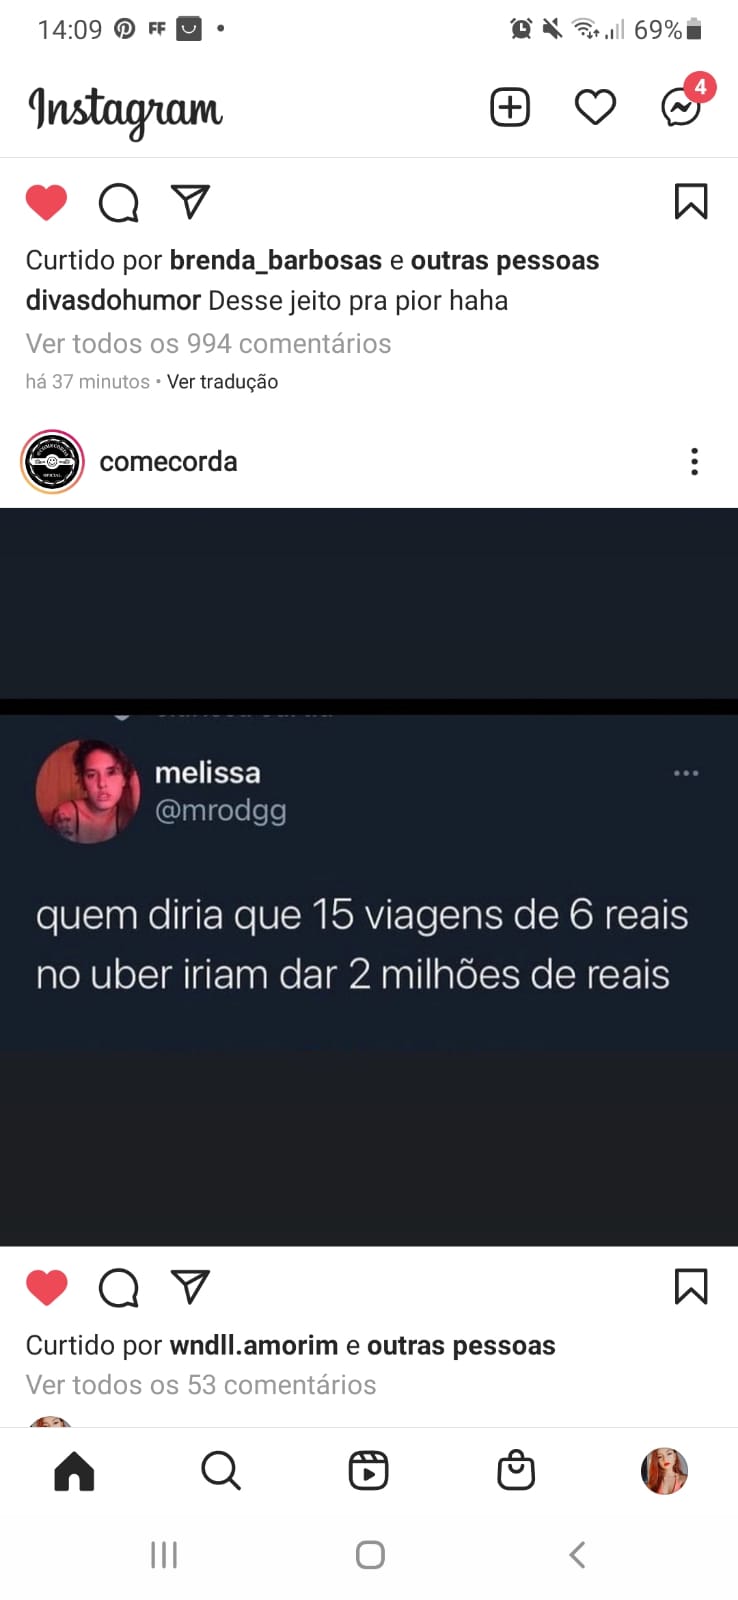 14:09 FF 69%
Instagram
4
Curtido por brenda_barbosas e outras pessoas
divasdohumor Desse jeito pra pior haha
Ver todos os 994 comentários
há 37 minutos • Ver tradução
comecorda
melissa
@mrodgg
quem diria que 15 viagens de 6 reais
no uber iriam dar 2 milhões de reais
Curtido por wndll.amorim e outras pessoas
Ver todos os 53 comentários